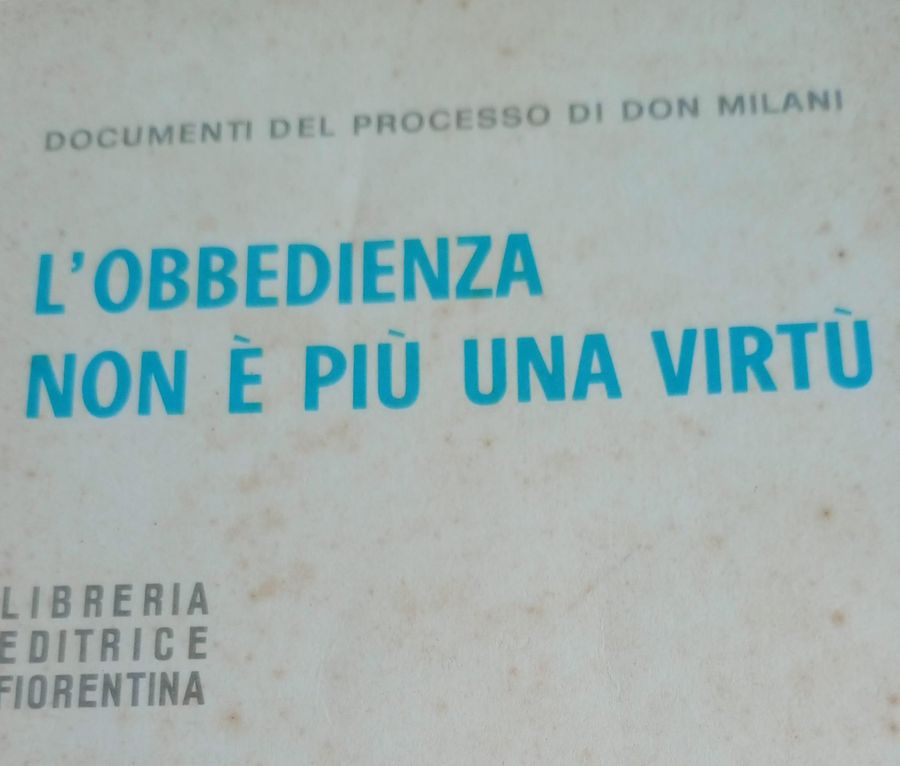 DOCUMENTI DEL PROCESSO DI DON MILANI
L'OBBEDIENZA
NON È PIÙ UNA VIRTÙ
LIBRERIA
EDITRICE
FIORENTINA